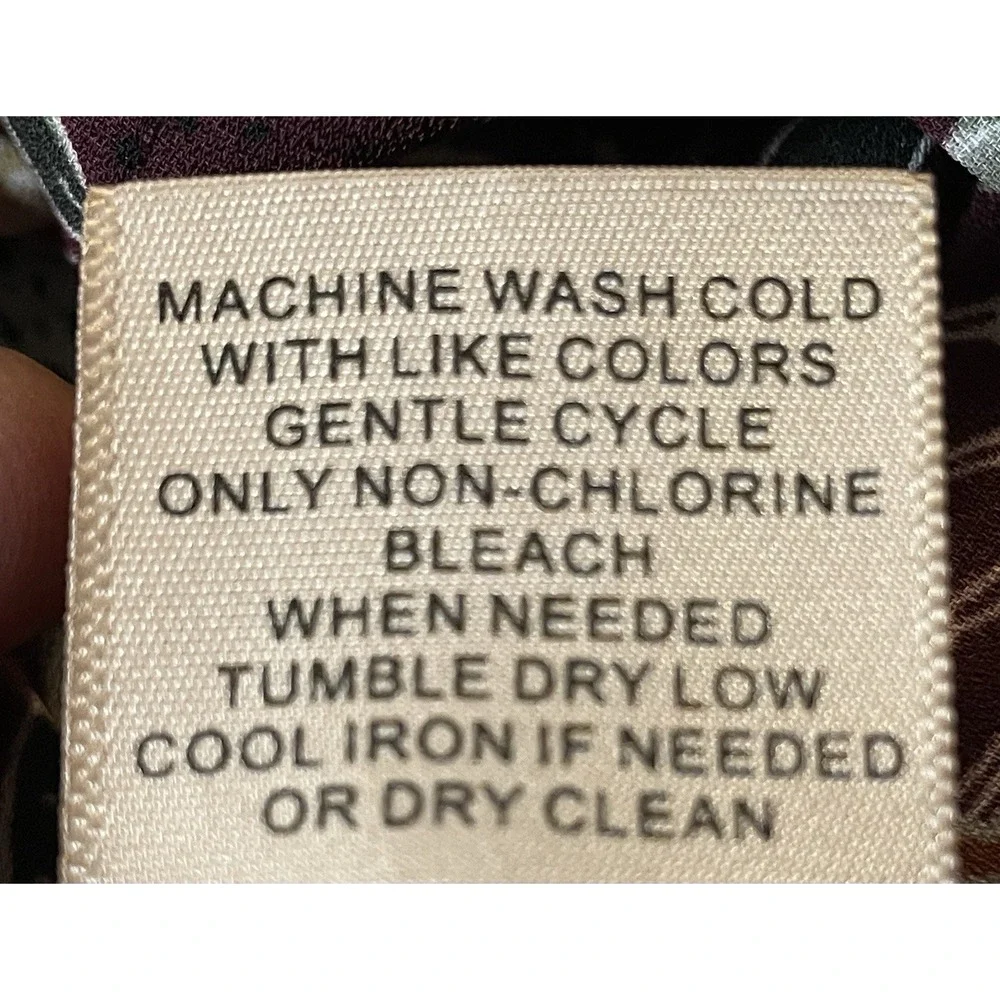 MACHINE WASH COLD
WITH LIKE COLORS
GENTLE CYCLE
ONLY NON-CHLORINE
BLEACH
WHEN NEEDED
TUMBLE DRY LOW
COOL IRON IF NEEDED
OR DRY CLEAN